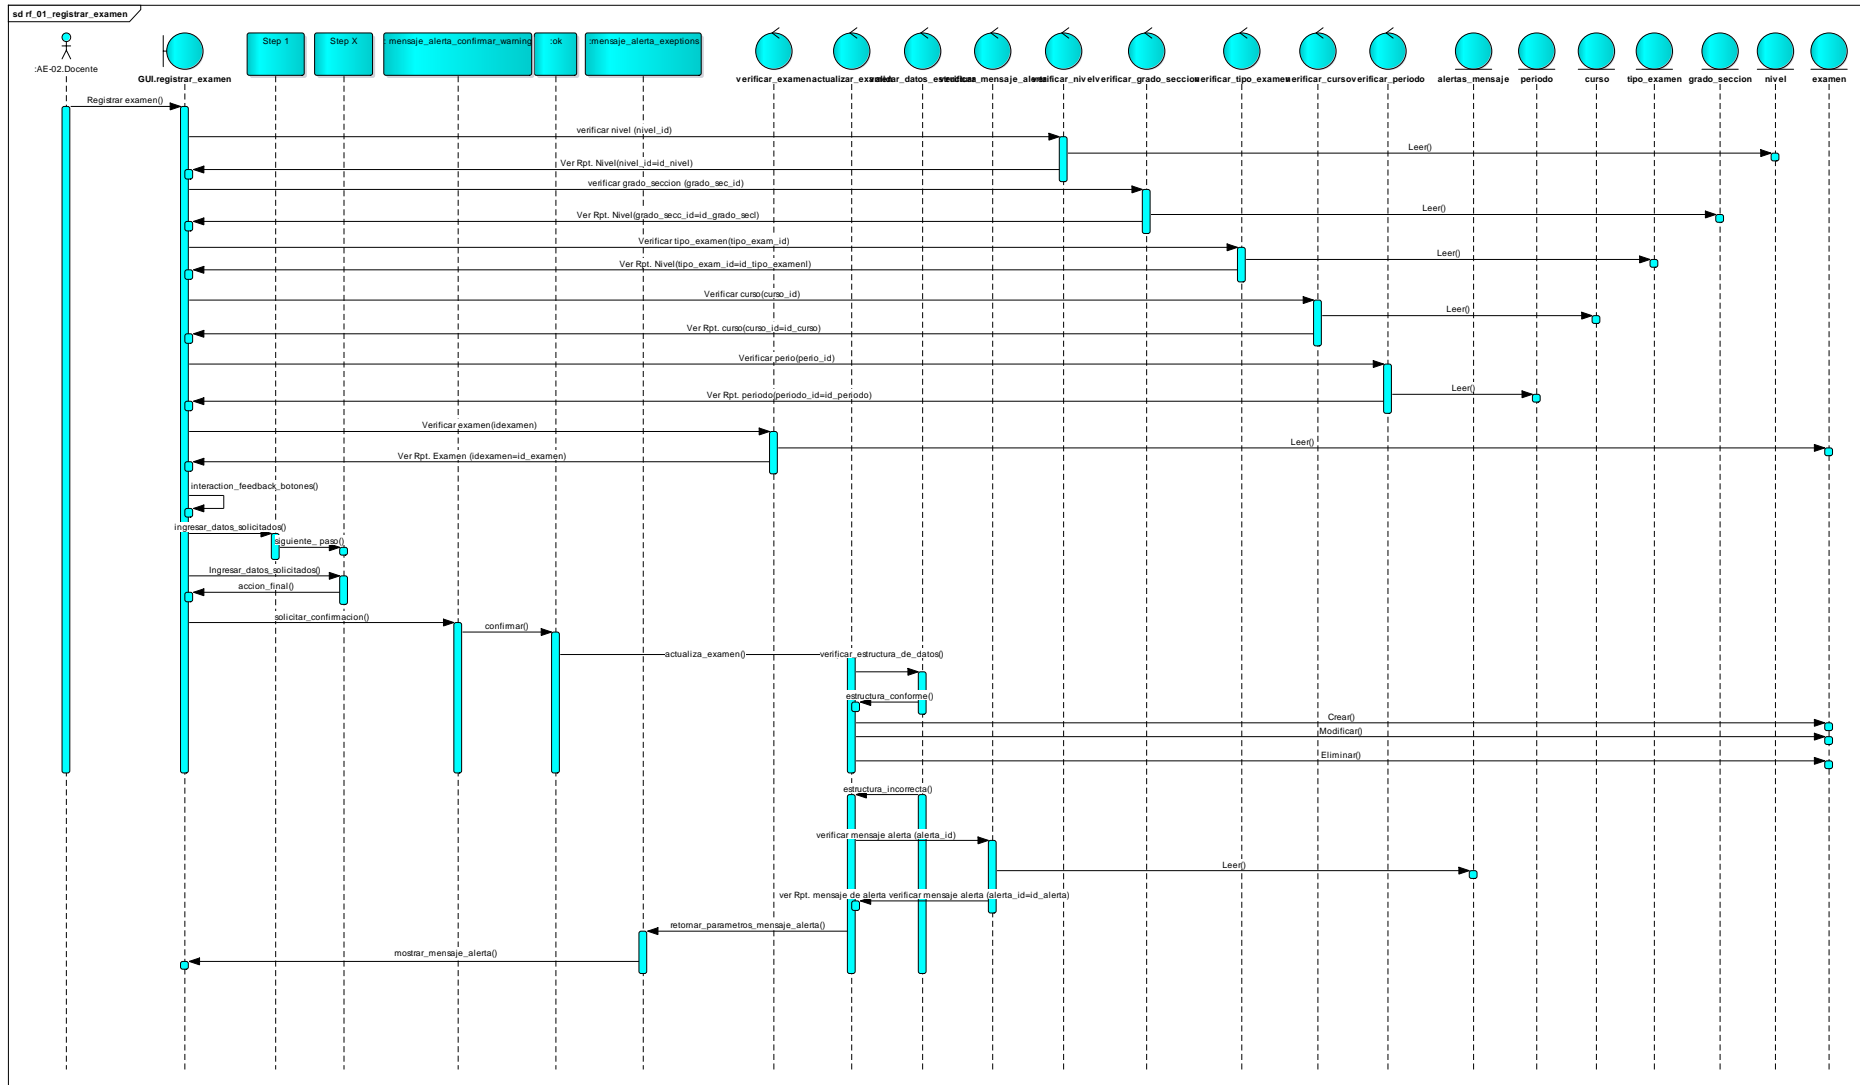 sd rf_01_registrar_examen
:AE-02.Docente
GUI.registrar_examen
Step 1
Step X
mensaje_alerta_confirmar_warning
:ok
:mensaje_alerta_exeptions
verificar_examen
verificar_nivel
verificar_grado_seccion
verificar_tipo_examen
verificar_curso
verificar_periodo
alertas_mensaje
periodo
curso
tipo_examen
grado_seccion
nivel
examen
Registrar examen()
verificar nivel (nivel_id)
Leer()
Ver Rpt. Nivel(nivel_id=id_nivel)
verificar grado_seccion (grado_sec_id)
Leer()
Ver Rpt. Nivel(grado_secc_id=id_grado_secl)
Verificar tipo_examen(tipo_exam_id)
Leer()
Ver Rpt. Nivel(tipo_exam_id=id_tipo_examenl)
Verificar curso(curso_id)
Leer()
Ver Rpt. curso(curso_id=id_curso)
Verificar perio(perio_id)
Leer()
Ver Rpt. periodo(periodo_id=id_periodo)
Verificar examen(idexamen)
Leer()
Ver Rpt. Examen (idexamen=id_examen)
interaction_feedback_botones()
ingresar_datos_solicitados()
siguiente_ paso()
Ingresar_datos_solicitados()
accion_final()
solicitar_confirmacion()
confirmar()
actualiza_examen()
verificar_estructura_de_datos()
estructura_conforme()
Crear()
Modificar()
Eliminar()
estructura_incorrecta()
verificar mensaje alerta (alerta_id)
Leer()
ver Rpt. mensaje de alerta verificar mensaje alerta (alerta_id=id_alerta)
retornar_parametros_mensaje_alerta()
mostrar_mensaje_alerta()